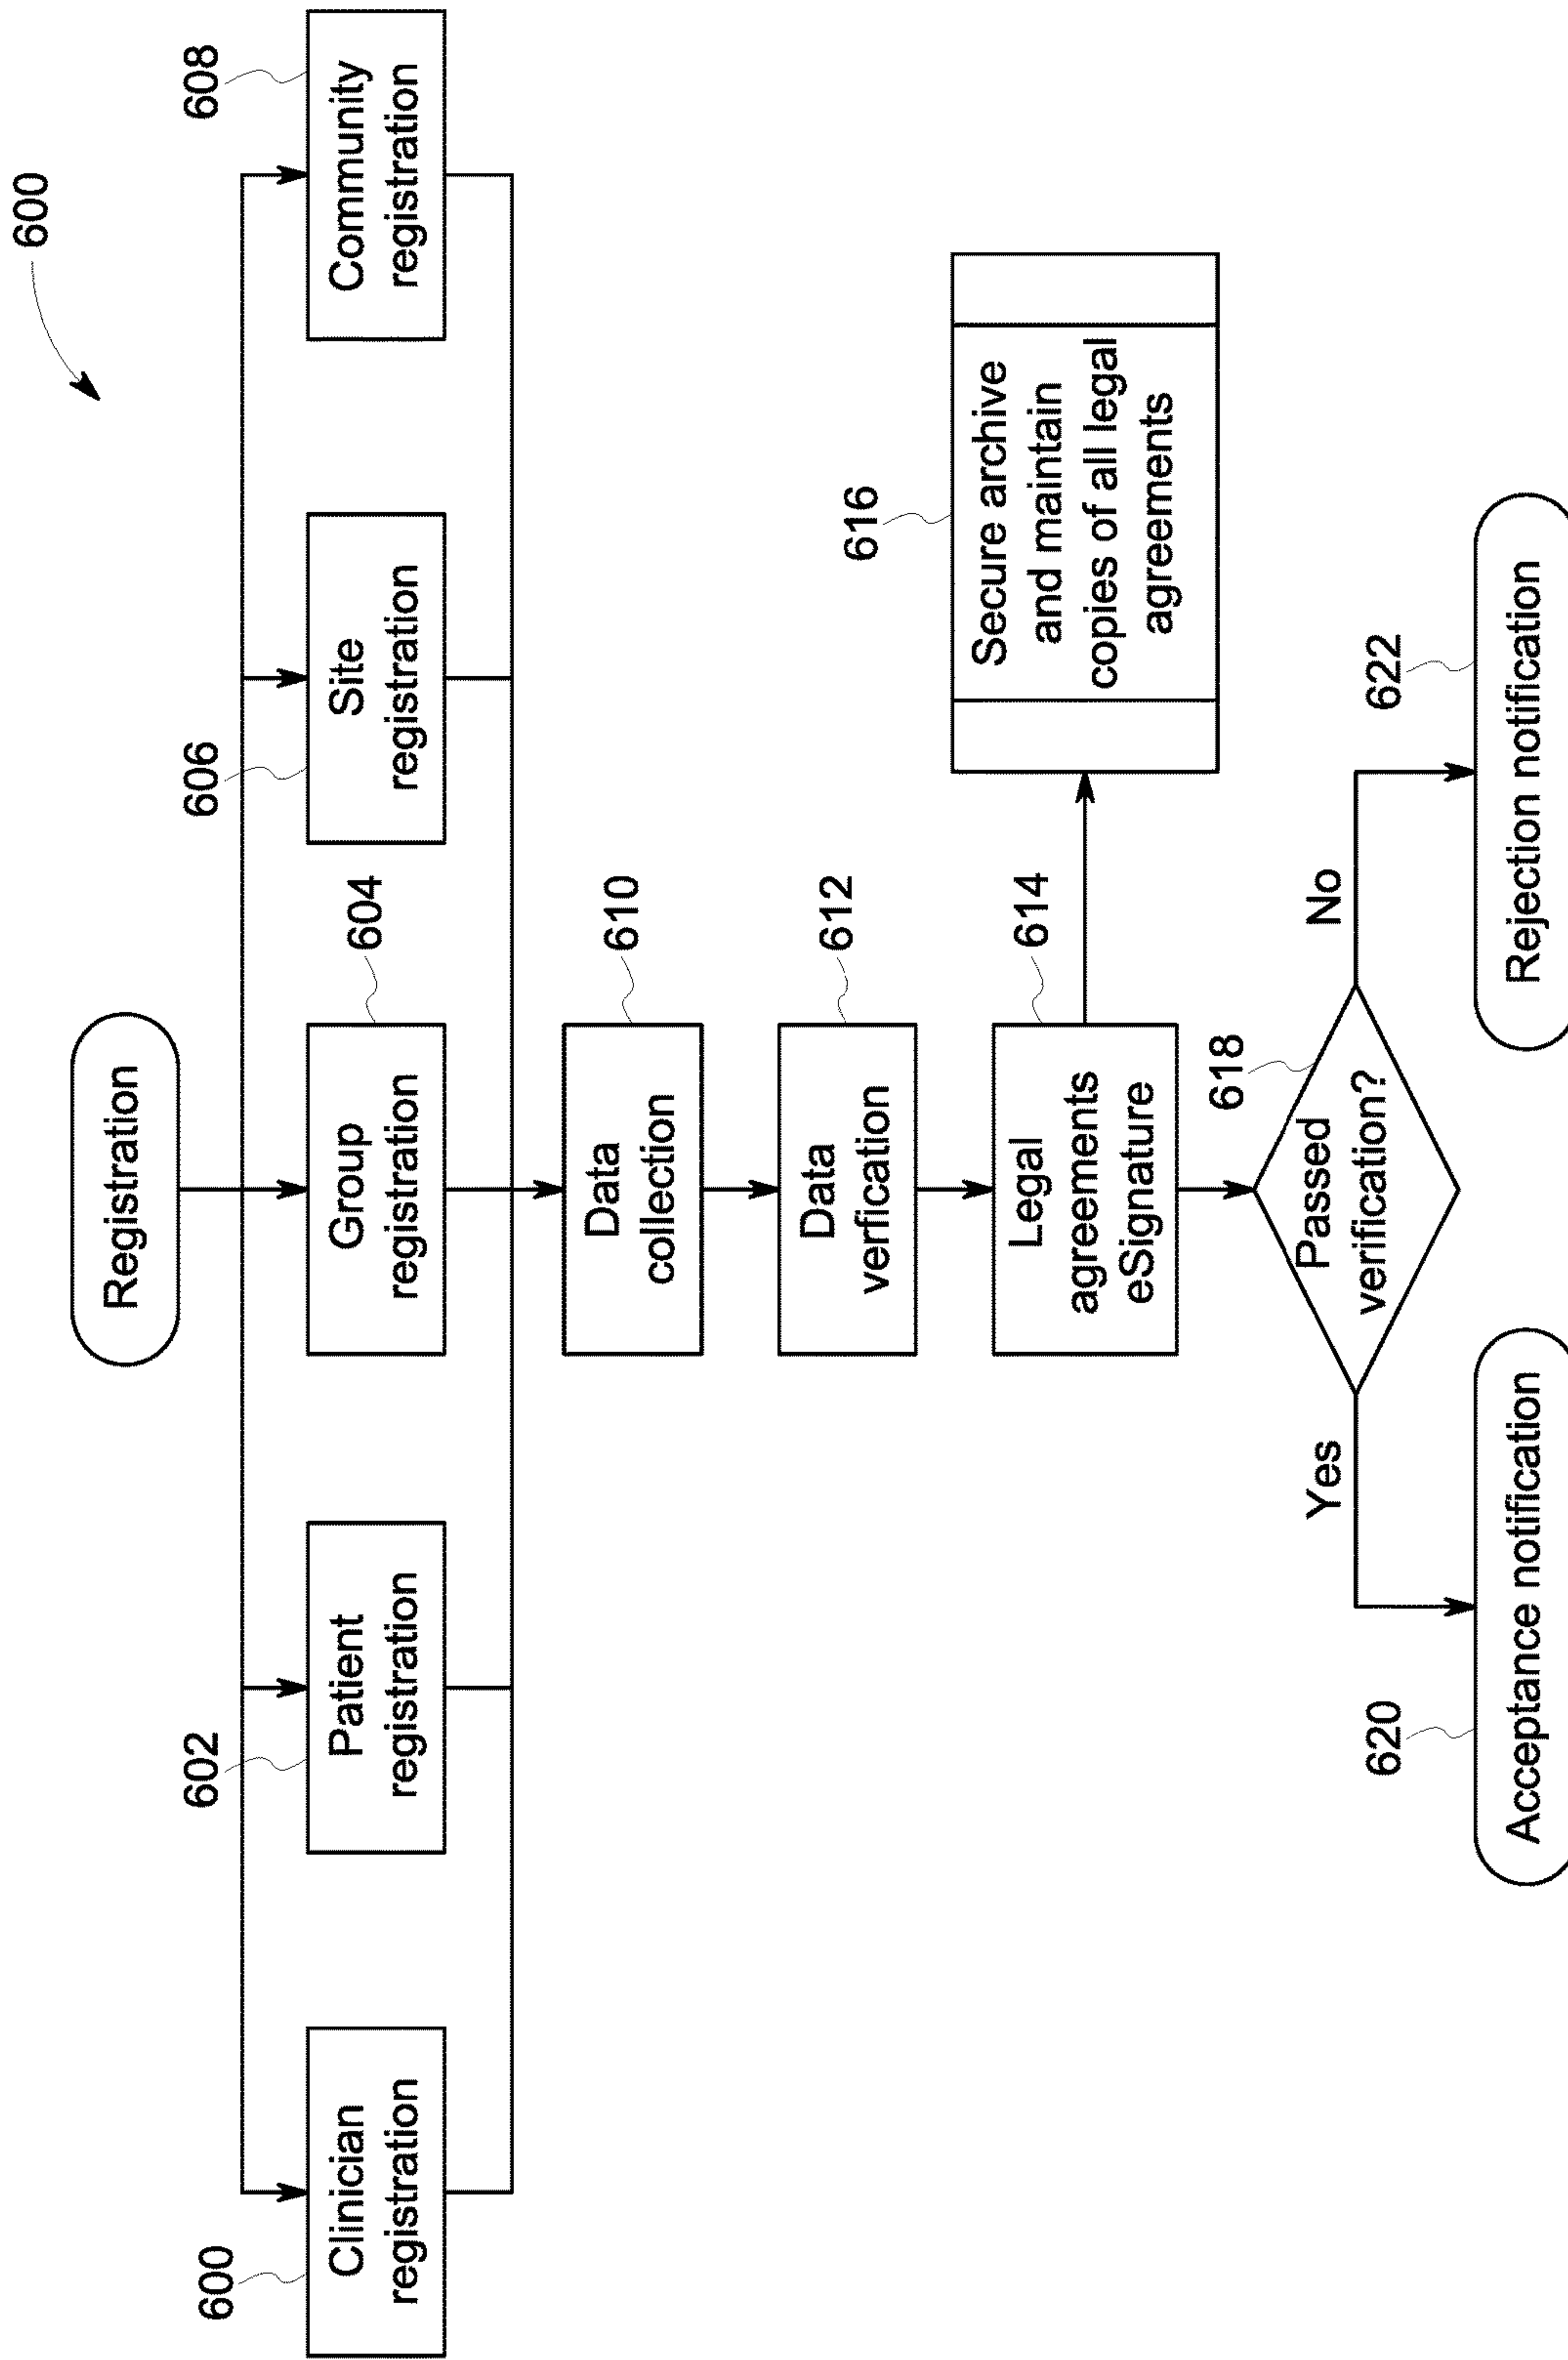 600
Registration
600
Clinician
registration
602
Patient
registration
604
Group
registration
606
Site
registration
608
Community
registration
610
Data
collection
612
Data
verfication
614
Legal
agreements
eSignature
616
Secure archive
and maintain
copies of all legal
agreements
618
Passed
verification?
Yes
No
620
Acceptance notification
622
Rejection notification